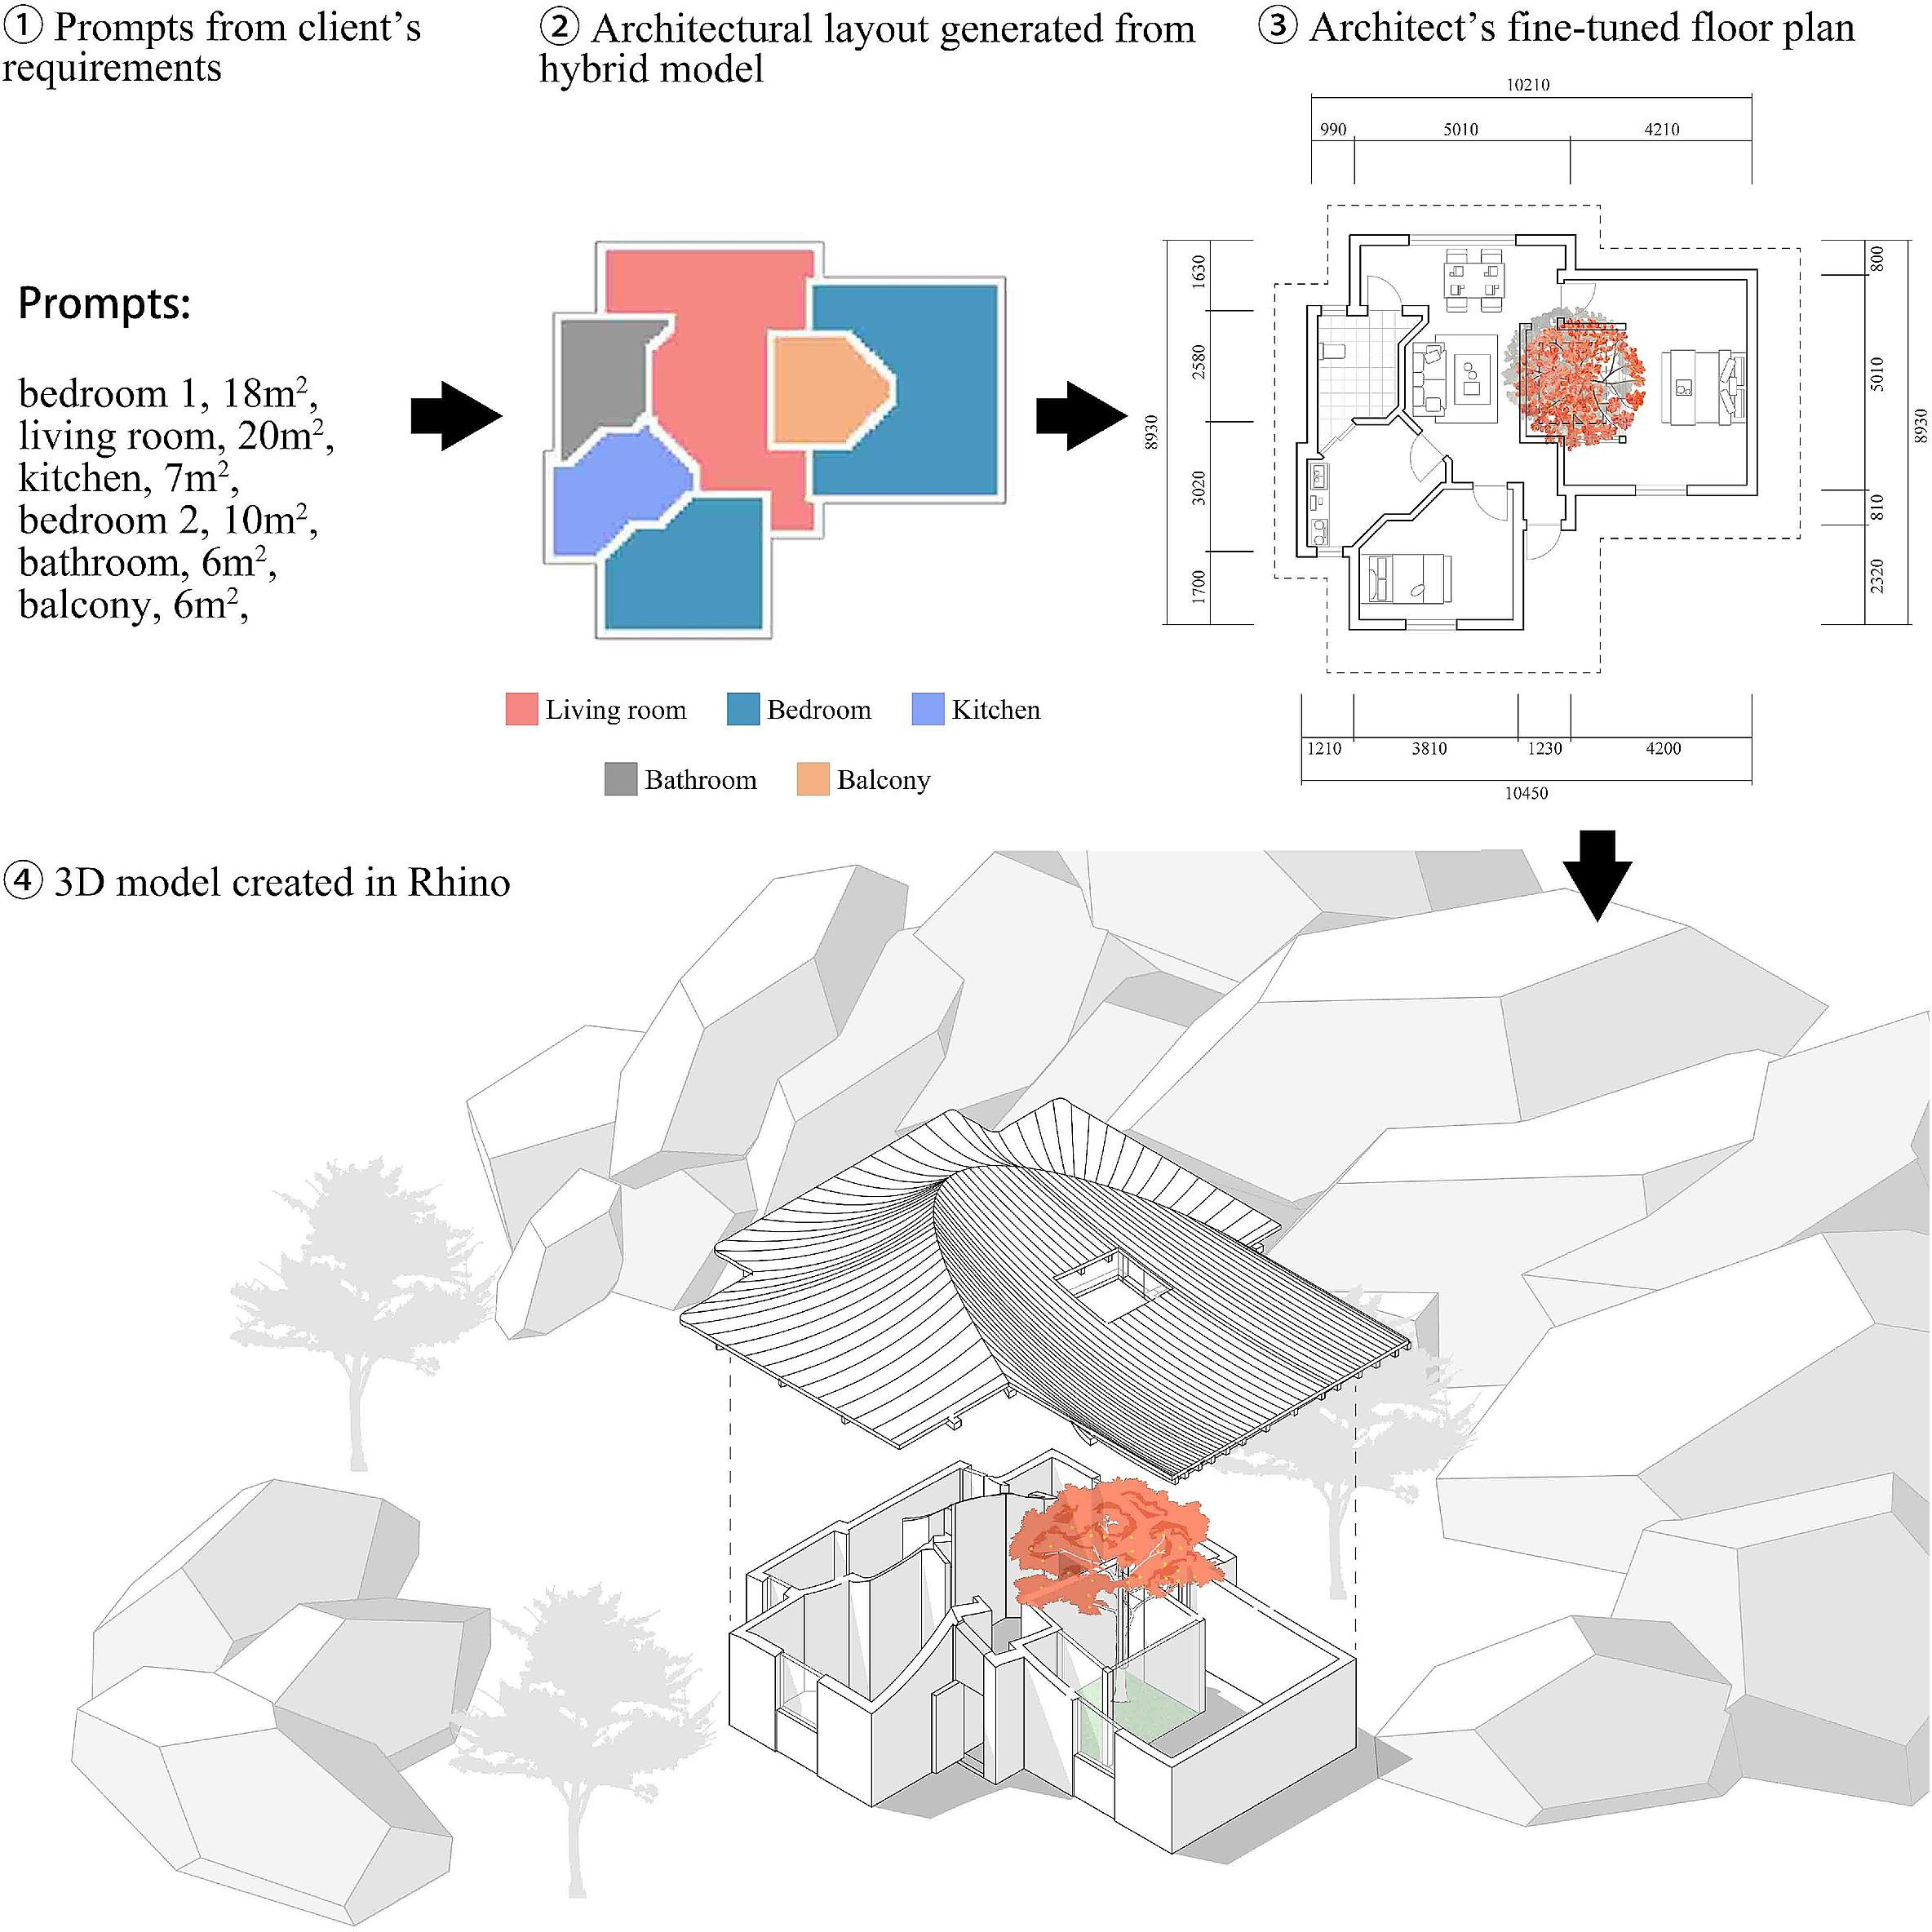 ① Prompts from client's
requirements
② Architectural layout generated from
hybrid model
③ Architect's fine-tuned floor plan
Prompts:
bedroom 1, 18m²,
living room, 20m²,
kitchen, 7m²,
bedroom 2, 10m²,
bathroom, 6m²,
balcony, 6m²,
Living room
Bedroom
Kitchen
Bathroom
Balcony
10210
990 5010 4210
1630
2580
3020
1700
8930
800
5010
810
2320
8930
1210 3810 1230 4200
10450
④ 3D model created in Rhino